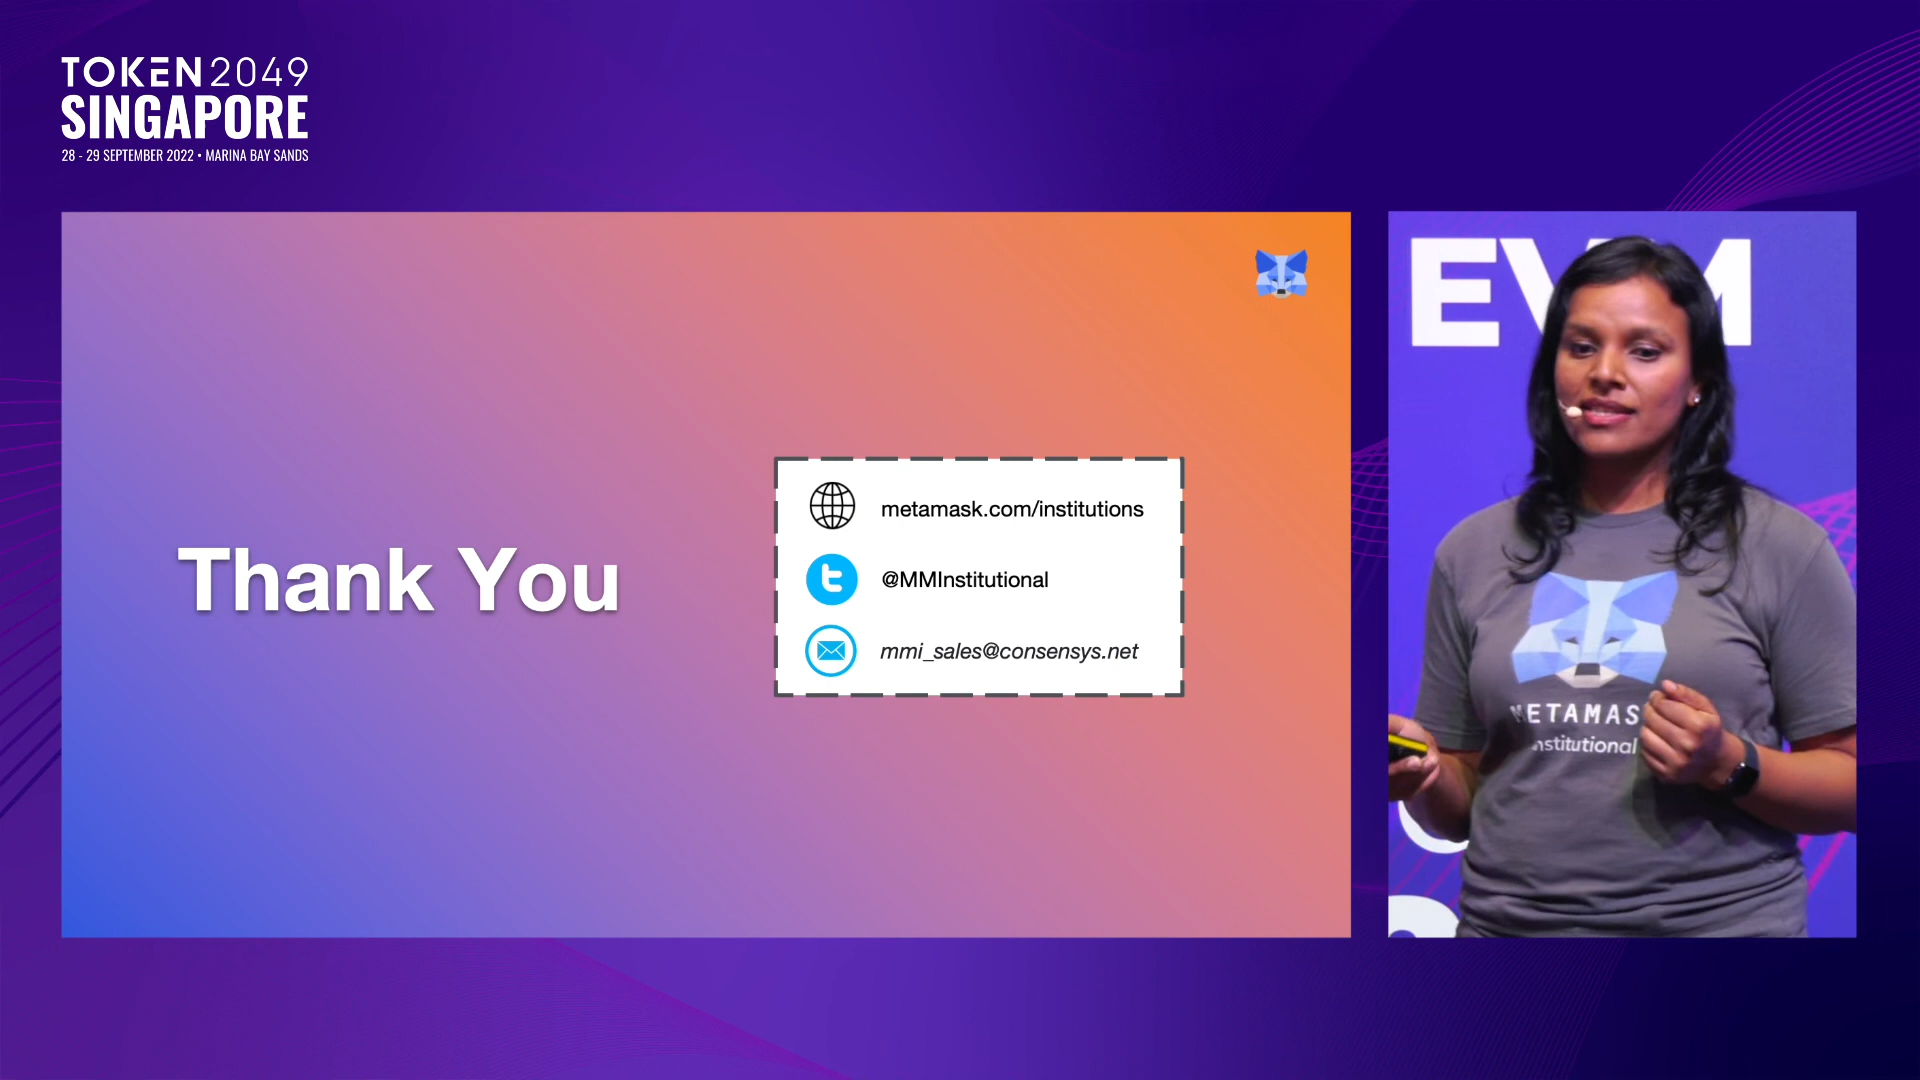 TOKEN2049
SINGAPORE
28 - 29 SEPTEMBER 2022 • MARINA BAY SANDS
Thank You
metamask.com/institutions
@MMInstitutional
mmi_sales@consensys.net
METAMAS
nstitutional